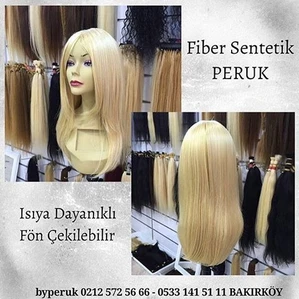 Fiber Sentetik
PERUK
Isıya Dayanıklı
Fön Çekilebilir
byperuk 0212 572 56 66 - 0533 141 51 11 BAKIRKÖY